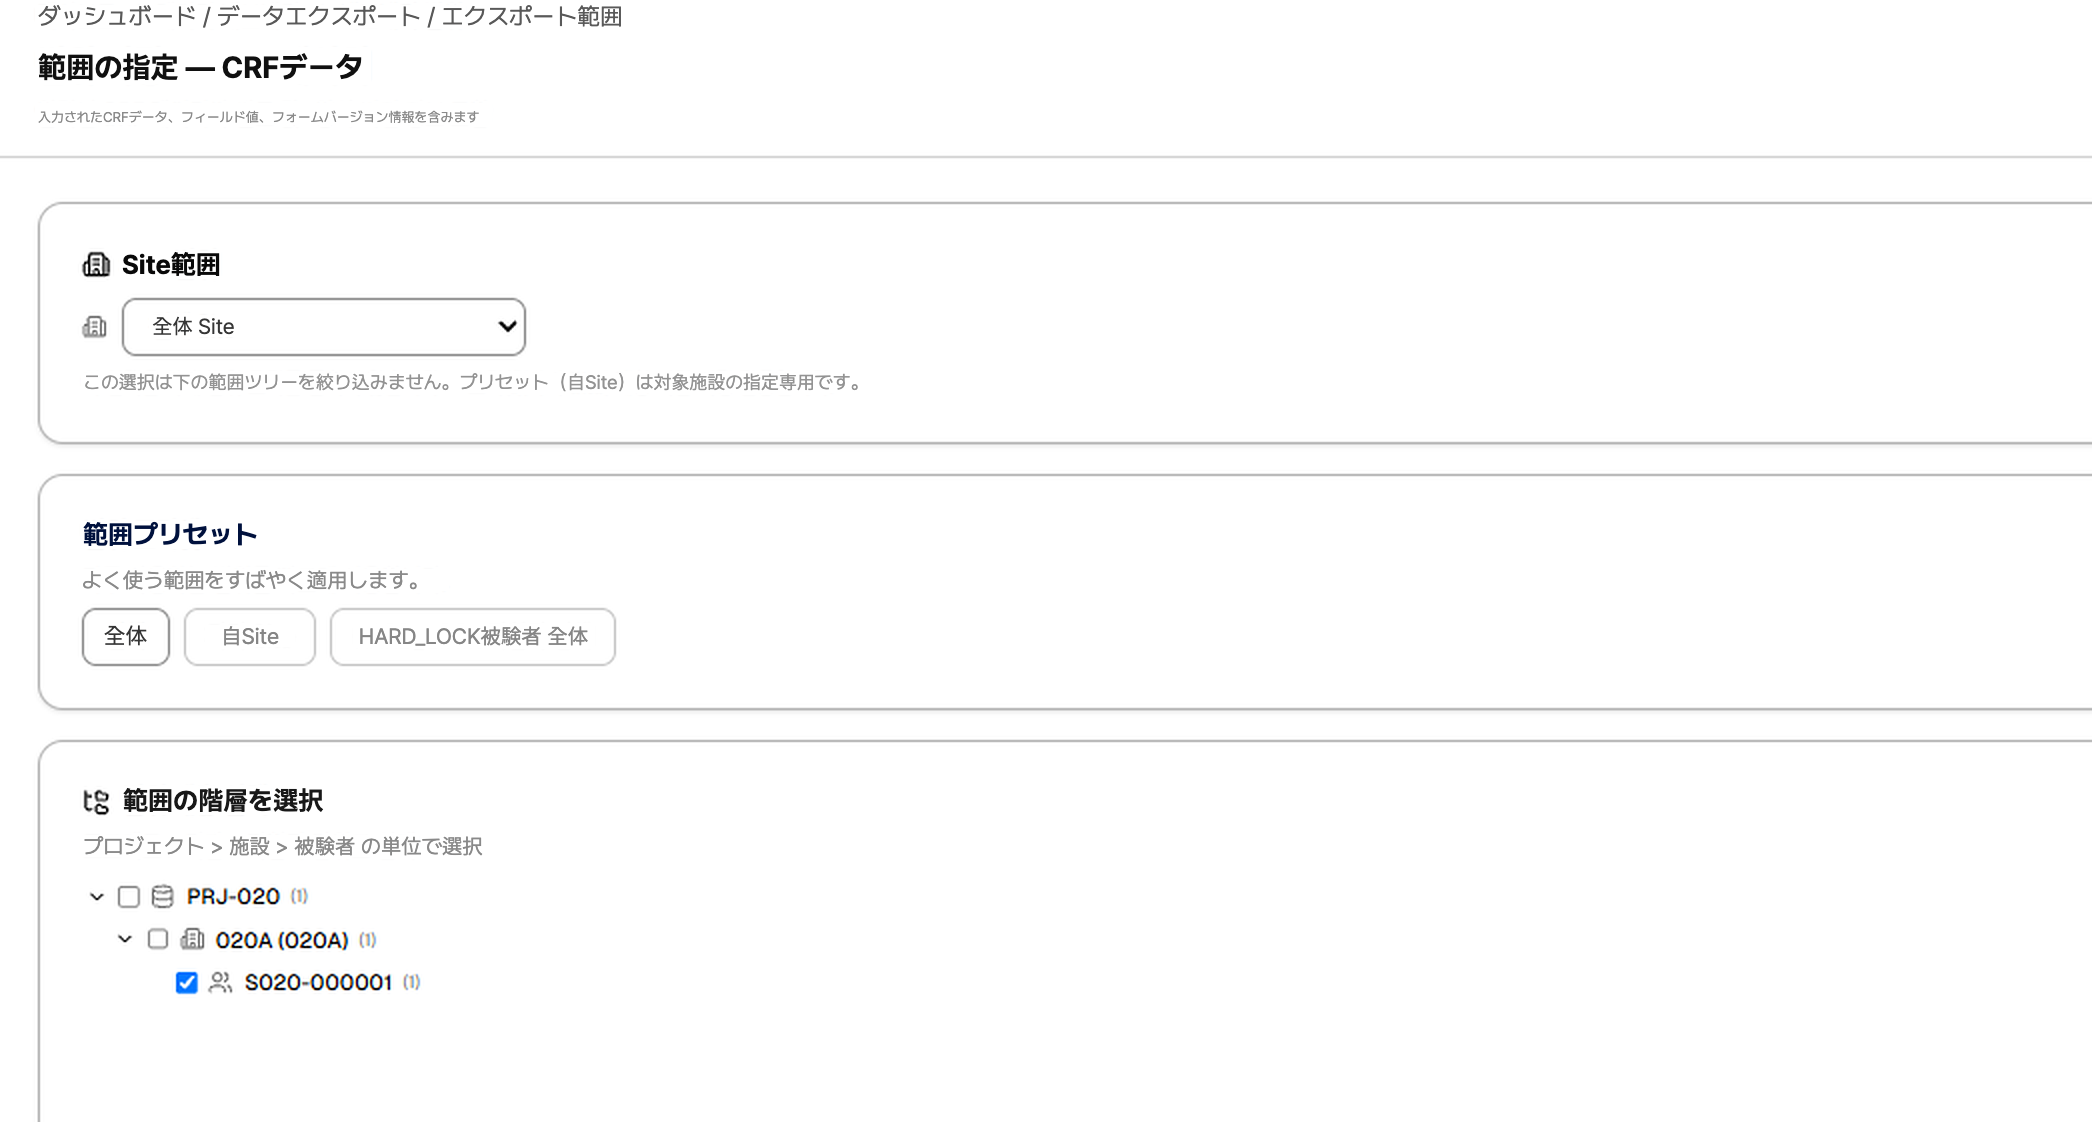 ダッシュボード / データエクスポート / エクスポート範囲
範囲の指定 — CRFデータ
入力されたCRFデータ、フィールド値、フォームバージョン情報を含みます
Site範囲
全体 Site
この選択は下の範囲ツリーを絞り込みません。プリセット（自Site）は対象施設の指定専用です。
範囲プリセット
よく使う範囲をすばやく適用します。
全体 自Site HARD_LOCK被験者 全体
範囲の階層を選択
プロジェクト > 施設 > 被験者 の単位で選択
PRJ-020 (1)
020A (020A) (1)
S020-000001 (1)